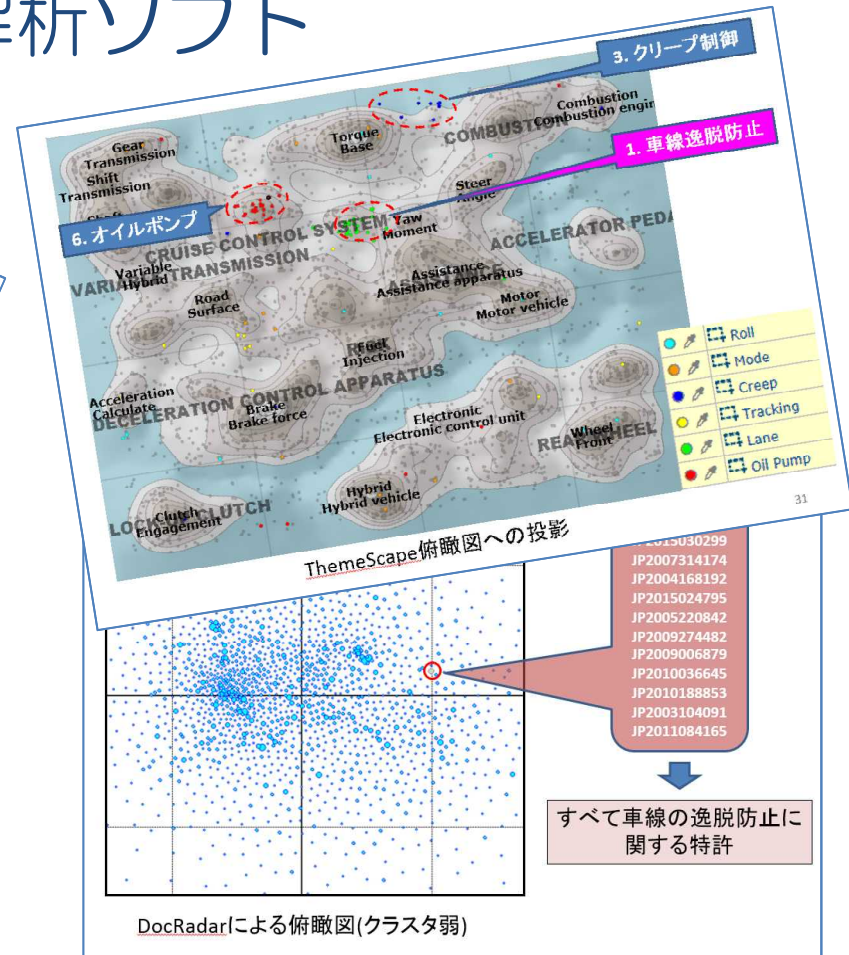 解析ソフト
3. クリープ制御
1. 車線逸脱防止
6. オイルポンプ
Gear
Transmission
Shift
Transmission
Torque
Base
COMBUSTION
Combustion
Combustion engin
Steer
Angle
CRUISE CONTROL SYSTEM
Yaw
Moment
ACCELERATOR PEDA
VARIABLE TRANSMISSION
Variable
Hybrid
Road
Surface
Assistance
Assistance apparatus
Motor
Motor vehicle
Fuel
Injection
Acceleration
Calculate
DECELERATION CONTROL APPARATUS
Brake
Brake force
Electronic
Electronic control unit
REAR WHEEL
Wheel
Front
Hybrid
Hybrid vehicle
LOCK-UP CLUTCH
Clutch
Engagement
Roll
Mode
Creep
Tracking
Lane
Oil Pump
31
ThemeScape俯瞰図への投影
JP2015030299
JP2007314174
JP2004168192
JP2015024795
JP2005220842
JP2009274482
JP2009006879
JP2010036645
JP2010188853
JP2003104091
JP2011084165
すべて車線の逸脱防止に
関する特許
DocRadarによる俯瞰図(クラスタ弱)